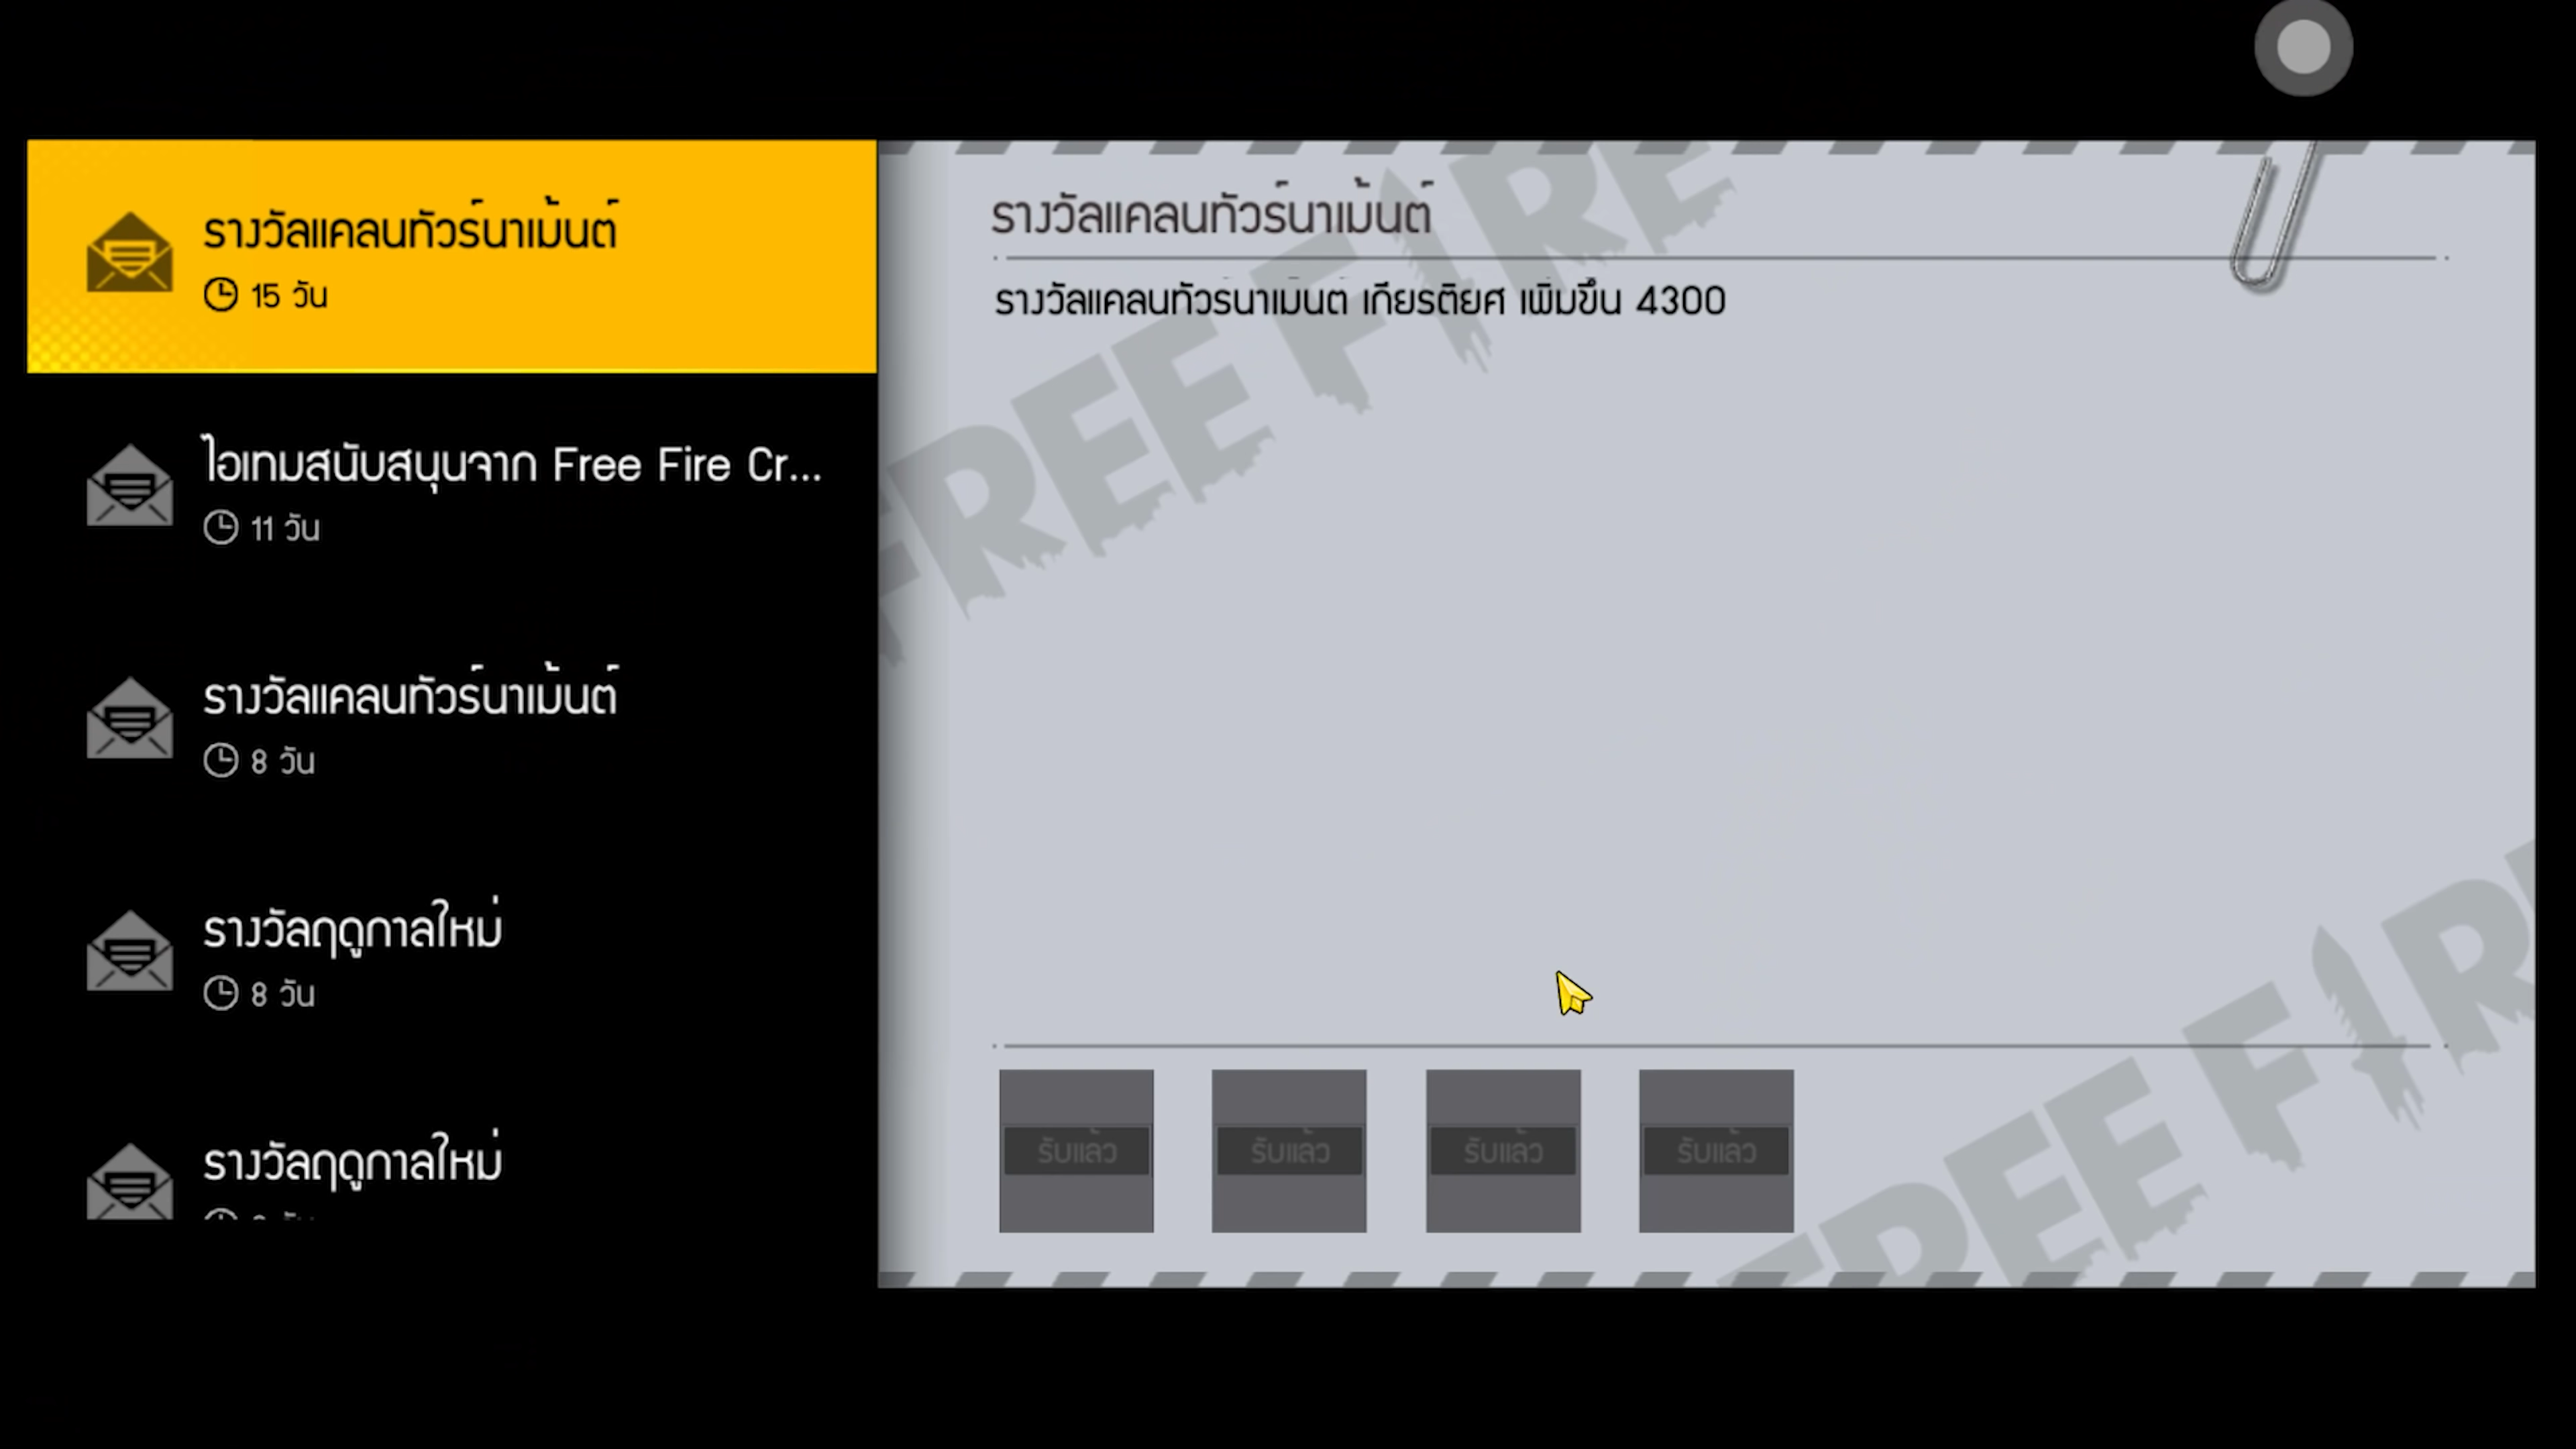 รางวัลแคลนทัวร์นาเม้นต์
15 วัน
ไอเทมสนับสนุนจาก Free Fire Cr...
11 วัน
รางวัลแคลนทัวร์นาเม้นต์
8 วัน
รางวัลฤดูกาลใหม่
8 วัน
รางวัลฤดูกาลใหม่
รางวัลแคลนทัวร์นาเม้นต์
รางวัลแคลนทัวร์นาเม้นต์ เกียรติยศ เพิ่มขึ้น 4300
FREE FIRE
รับแล้ว รับแล้ว รับแล้ว รับแล้ว
FREE FIR